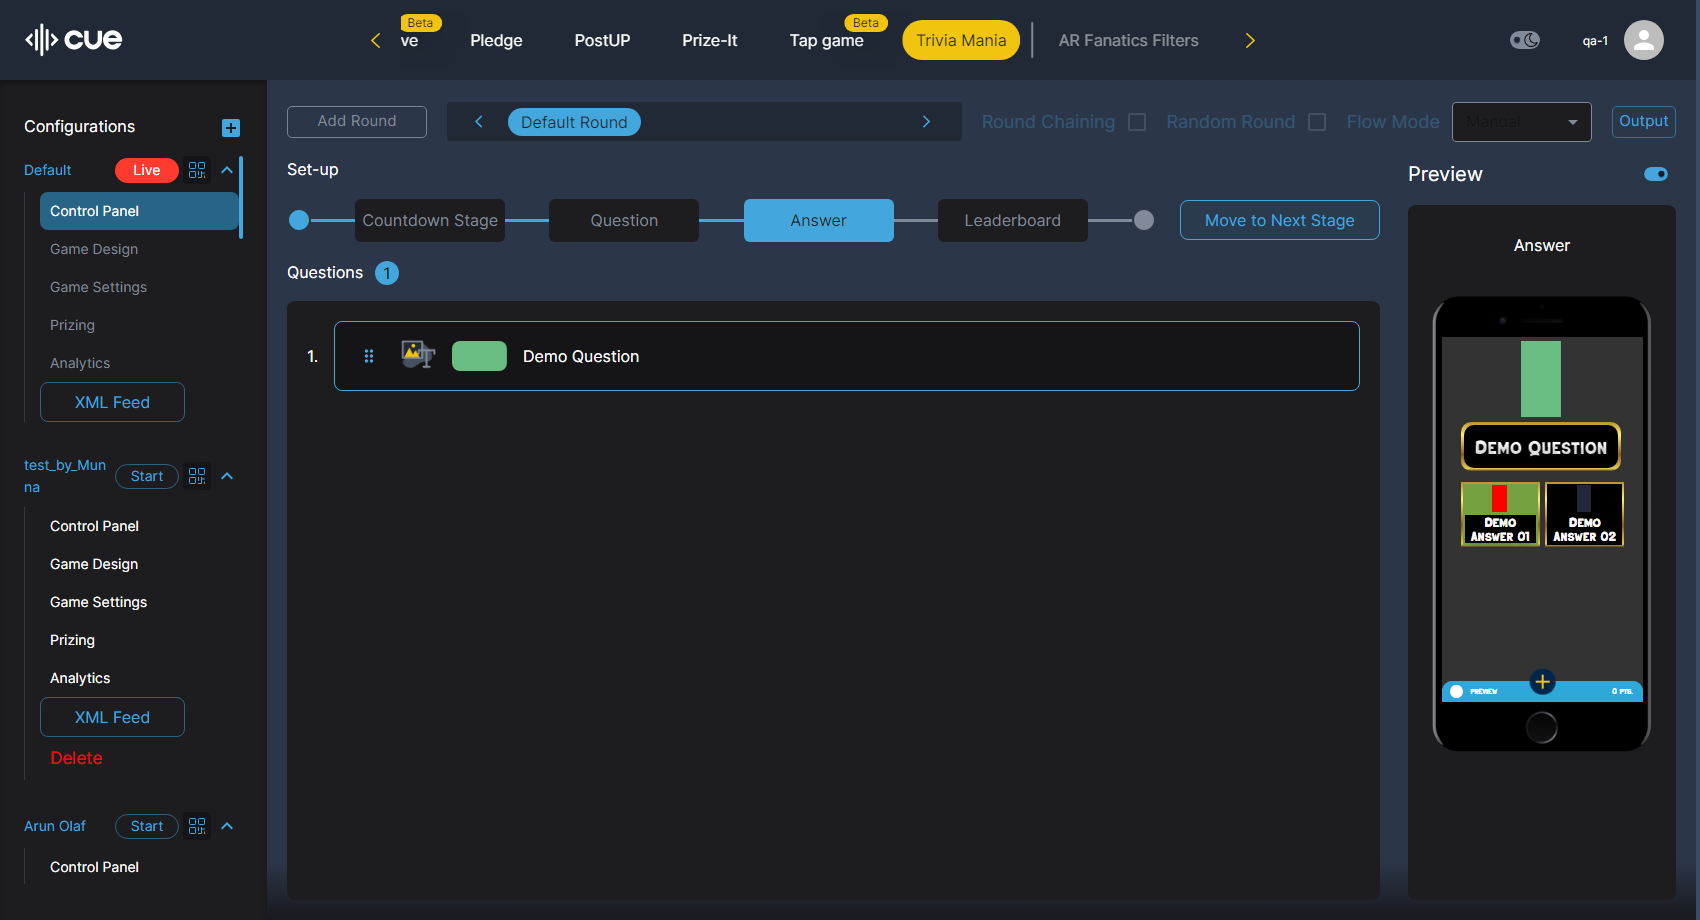 cue
ve
Beta
Pledge
PostUP
Prize-It
Tap game
Beta
Trivia Mania
AR Fanatics Filters
qa-1
Configurations
Default
Live
Control Panel
Game Design
Game Settings
Prizing
Analytics
XML Feed
test_by_Mun
na
Start
Control Panel
Game Design
Game Settings
Prizing
Analytics
XML Feed
Delete
Arun Olaf
Start
Control Panel
Add Round
Default Round
Round Chaining
Random Round
Flow Mode
Manual
Output
Set-up
Countdown Stage
Question
Answer
Leaderboard
Move to Next Stage
Questions 1
1.
Demo Question
Preview
Answer
Demo Question
Demo
Answer 01
Demo
Answer 02
PREVIEW
0 PTS.